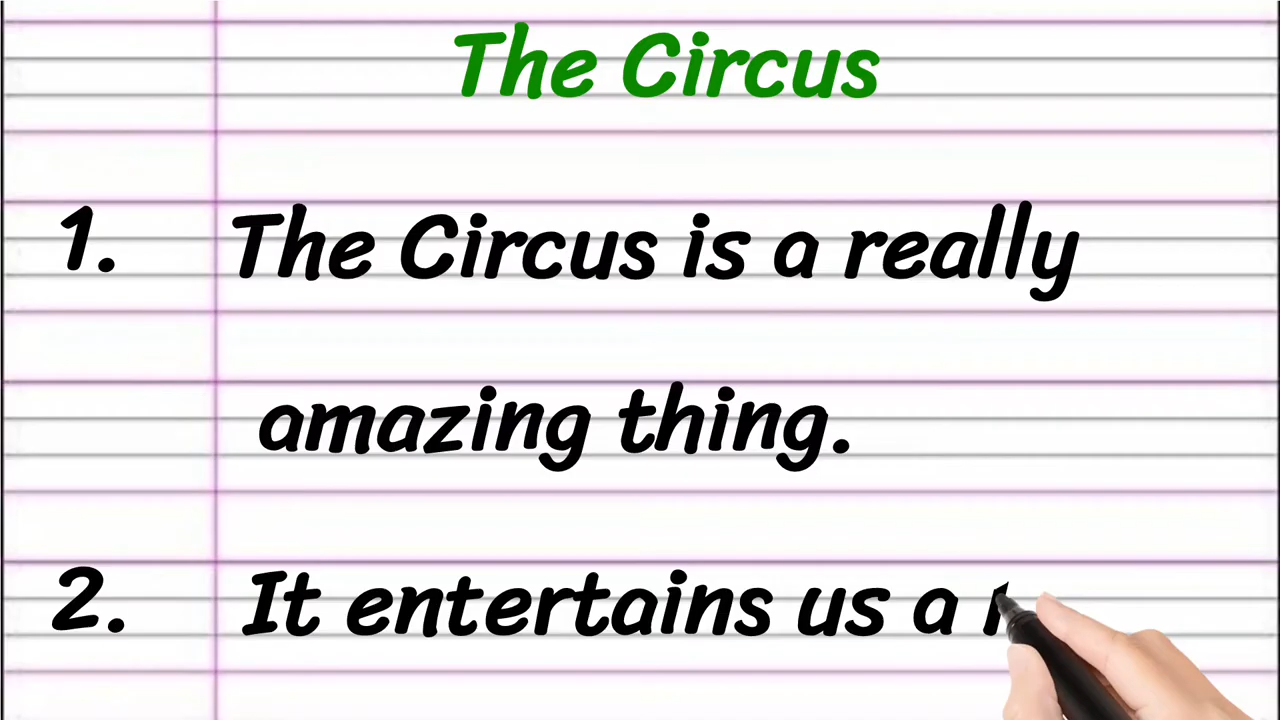 The Circus
1. The Circus is a really
amazing thing.
2. It entertains us a